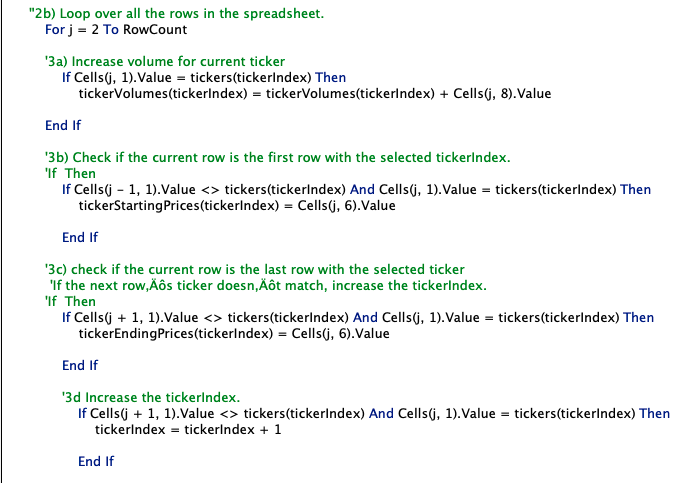 ''2b) Loop over all the rows in the spreadsheet.
For j = 2 To RowCount
'3a) Increase volume for current ticker
If Cells(j, 1).Value = tickers(tickerIndex) Then
tickerVolumes(tickerIndex) = tickerVolumes(tickerIndex) + Cells(j, 8).Value
End If
'3b) Check if the current row is the first row with the selected tickerIndex.
'If  Then
If Cells(j - 1, 1).Value <> tickers(tickerIndex) And Cells(j, 1).Value = tickers(tickerIndex) Then
tickerStartingPrices(tickerIndex) = Cells(j, 6).Value
End If
'3c) check if the current row is the last row with the selected ticker
'If the next row‚Äôs ticker doesn‚Äôt match, increase the tickerIndex.
'If  Then
If Cells(j + 1, 1).Value <> tickers(tickerIndex) And Cells(j, 1).Value = tickers(tickerIndex) Then
tickerEndingPrices(tickerIndex) = Cells(j, 6).Value
End If
'3d Increase the tickerIndex.
If Cells(j + 1, 1).Value <> tickers(tickerIndex) And Cells(j, 1).Value = tickers(tickerIndex) Then
tickerIndex = tickerIndex + 1
End If